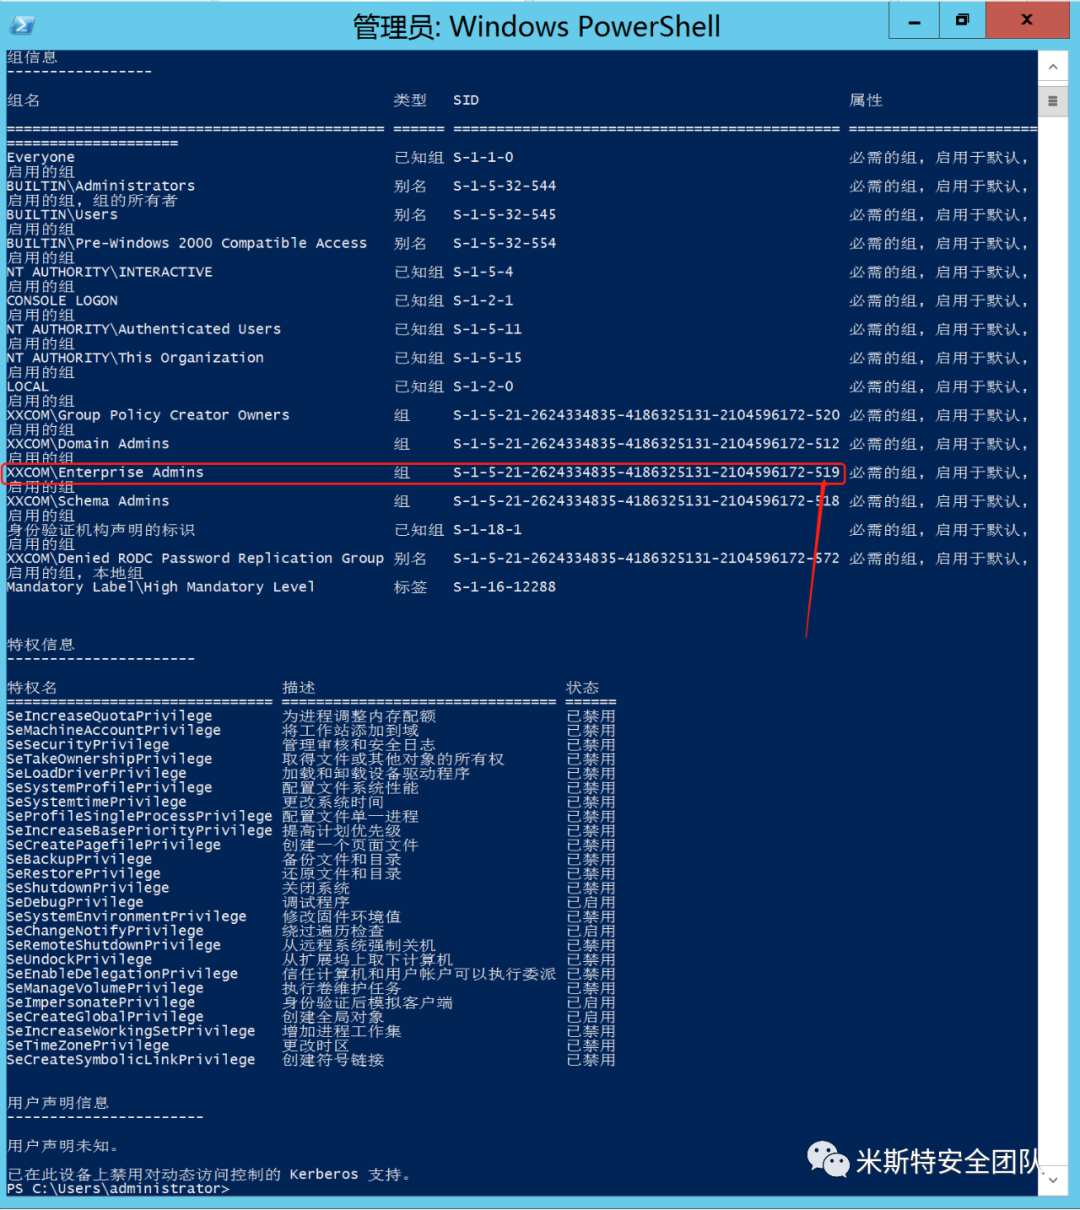 管理员: Windows PowerShell
组信息
-----------------
组名 类型 SID 属性
============================================ ====== ============================================= ======================
====================
Everyone 已知组 S-1-1-0 必需的组, 启用于默认,
启用的组
BUILTIN\Administrators 别名 S-1-5-32-544 必需的组, 启用于默认,
启用的组, 组的所有者
BUILTIN\Users 别名 S-1-5-32-545 必需的组, 启用于默认,
启用的组
BUILTIN\Pre-Windows 2000 Compatible Access 别名 S-1-5-32-554 必需的组, 启用于默认,
启用的组
NT AUTHORITY\INTERACTIVE 已知组 S-1-5-4 必需的组, 启用于默认,
启用的组
CONSOLE LOGON 已知组 S-1-2-1 必需的组, 启用于默认,
启用的组
NT AUTHORITY\Authenticated Users 已知组 S-1-5-11 必需的组, 启用于默认,
启用的组
NT AUTHORITY\This Organization 已知组 S-1-5-15 必需的组, 启用于默认,
启用的组
LOCAL 已知组 S-1-2-0 必需的组, 启用于默认,
启用的组
XXCOM\Group Policy Creator Owners 组 S-1-5-21-2624334835-4186325131-2104596172-520 必需的组, 启用于默认,
启用的组
XXCOM\Domain Admins 组 S-1-5-21-2624334835-4186325131-2104596172-512 必需的组, 启用于默认,
启用的组
XXCOM\Enterprise Admins 组 S-1-5-21-2624334835-4186325131-2104596172-519 必需的组, 启用于默认,
启用的组
XXCOM\Schema Admins 组 S-1-5-21-2624334835-4186325131-2104596172-518 必需的组, 启用于默认,
启用的组
身份验证机构声明的标识 已知组 S-1-18-1 必需的组, 启用于默认,
启用的组
XXCOM\Denied RODC Password Replication Group 别名 S-1-5-21-2624334835-4186325131-2104596172-572 必需的组, 启用于默认,
启用的组, 本地组
Mandatory Label\High Mandatory Level 标签 S-1-16-12288
特权信息
----------------------
特权名 描述 状态
=============================== ================================ ======
SeIncreaseQuotaPrivilege 为进程调整内存配额 已禁用
SeMachineAccountPrivilege 将工作站添加到域 已禁用
SeSecurityPrivilege 管理审核和安全日志 已禁用
SeTakeOwnershipPrivilege 取得文件或其他对象的所有权 已禁用
SeLoadDriverPrivilege 加载和卸载设备驱动程序 已禁用
SeSystemProfilePrivilege 配置文件系统性能 已禁用
SeSystemtimePrivilege 更改系统时间 已禁用
SeProfileSingleProcessPrivilege 配置文件单一进程 已禁用
SeIncreaseBasePriorityPrivilege 提高计划优先级 已禁用
SeCreatePagefilePrivilege 创建一个页面文件 已禁用
SeBackupPrivilege 备份文件和目录 已禁用
SeRestorePrivilege 还原文件和目录 已禁用
SeShutdownPrivilege 关闭系统 已禁用
SeDebugPrivilege 调试程序 已启用
SeSystemEnvironmentPrivilege 修改固件环境值 已禁用
SeChangeNotifyPrivilege 绕过遍历检查 已启用
SeRemoteShutdownPrivilege 从远程系统强制关机 已禁用
SeUndockPrivilege 从扩展坞上取下计算机 已禁用
SeEnableDelegationPrivilege 信任计算机和用户帐户可以执行委派 已禁用
SeManageVolumePrivilege 执行卷维护任务 已禁用
SeImpersonatePrivilege 身份验证后模拟客户端 已启用
SeCreateGlobalPrivilege 创建全局对象 已启用
SeIncreaseWorkingSetPrivilege 增加进程工作集 已禁用
SeTimeZonePrivilege 更改时区 已禁用
SeCreateSymbolicLinkPrivilege 创建符号链接 已禁用
用户声明信息
-----------------------
用户声明未知。
已在此设备上禁用对动态访问控制的 Kerberos 支持。
PS C:\Users\administrator>
米斯特安全团队